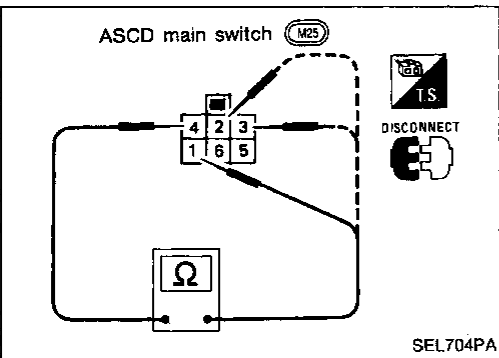 ASCD main switch M25
T.S.
DISCONNECT
4 2 3
1 6 5
Ω
SEL704PA